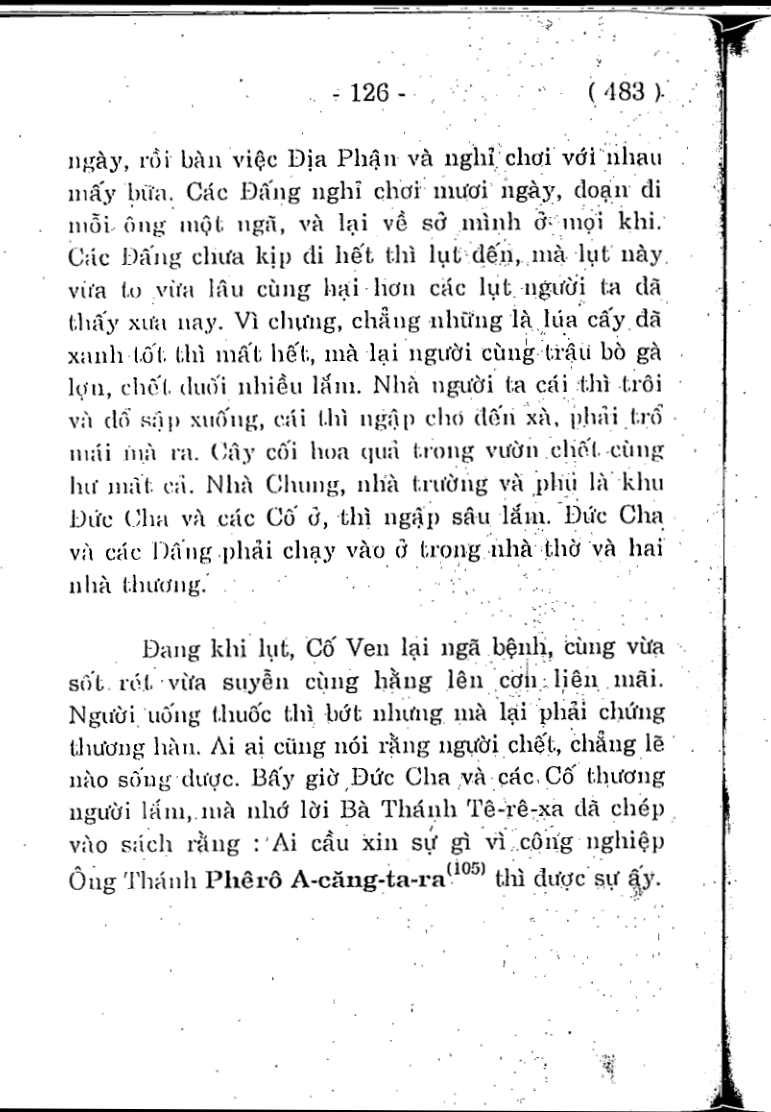 - 126 - ( 483 )
ngày, rồi bàn việc Địa Phận và nghỉ chơi với nhau
mấy bữa. Các Đấng nghỉ chơi mươi ngày, đoạn đi
mỗi ông một ngã, và lại về sở mình ở mọi khi.
Các Đấng chưa kịp đi hết thì lụt đến, mà lụt này
vừa to vừa lâu cùng hại hơn các lụt người ta đã
thấy xưa nay. Vì chưng, chẳng những là lúa cấy đã
xanh tốt thì mất hết, mà lại người cùng trâu bò gà
lợn, chết đuối nhiều lắm. Nhà người ta cái thì trôi
và đổ sập xuống, cái thì ngập cho đến xà, phải trổ
mái mà ra. Cây cối hoa quả trong vườn chết cùng
hư mất cả. Nhà Chung, nhà trường và phủ là khu
Đức Cha và các Cố ở, thì ngập sâu lắm. Đức Cha
và các Đấng phải chạy vào ở trong nhà thờ và hai
nhà thương.
Đang khi lụt, Cố Ven lại ngã bệnh, cùng vừa
sốt rét vừa suyễn cùng hằng lên cơn liên mãi.
Người uống thuốc thì bớt nhưng mà lại phải chứng
thương hàn. Ai ai cũng nói rằng người chết, chẳng lẽ
nào sống được. Bấy giờ Đức Cha và các Cố thương
người lắm, mà nhớ lời Bà Thánh Tê-rê-xa đã chép
vào sách rằng : Ai cầu xin sự gì vì công nghiệp
Ông Thánh Phêrô A-căng-ta-ra(105) thì được sự ấy.